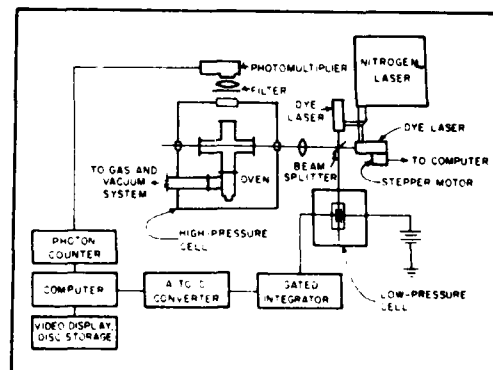 PHOTOMULTIPLIER
FILTER
NITROGEN
LASER
DYE
LASER
DYE LASER
TO COMPUTER
BEAM
SPLITTER
STEPPER MOTOR
OVEN
TO GAS AND
VACUUM
SYSTEM
HIGH-PRESSURE
CELL
PHOTON
COUNTER
COMPUTER
A TO D
CONVERTER
GATED
INTEGRATOR
LOW-PRESSURE
CELL
VIDEO DISPLAY,
DISC STORAGE